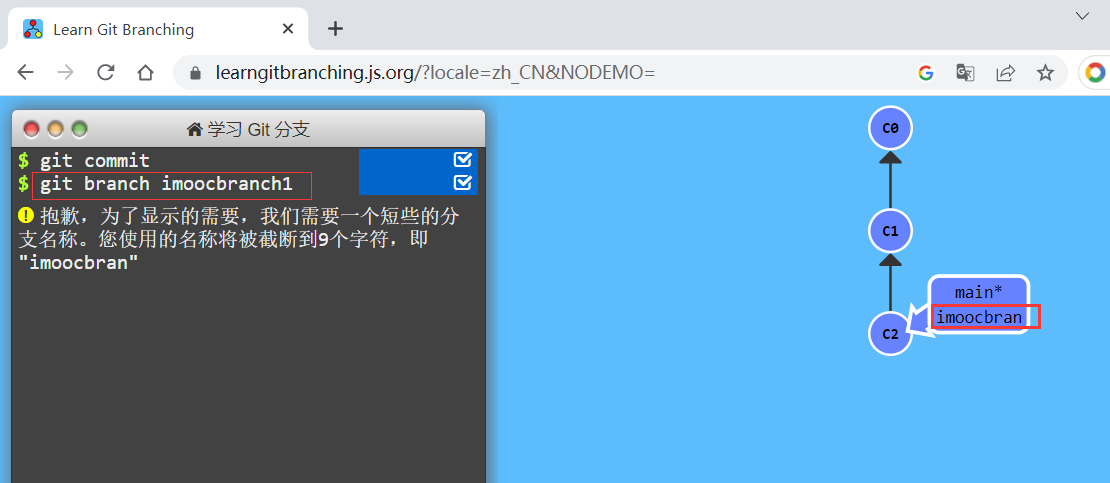 Learn Git Branching
learngitbranching.js.org/?locale=zh_CN&NODEMO=
学习 Git 分支
$ git commit
$ git branch imoocbranch1
抱歉，为了显示的需要，我们需要一个短些的分
支名称。您使用的名称将被截断到9个字符，即
"imoocbran"
C0
C1
main*
imoocbran
C2